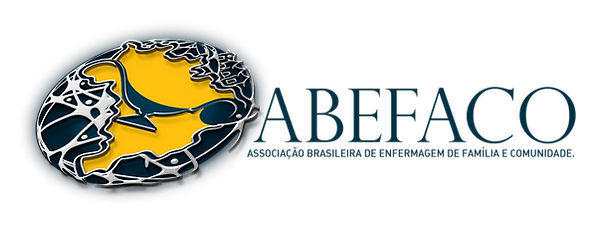 ABEFACO
ASSOCIAÇÃO BRASILEIRA DE ENFERMAGEM DE FAMÍLIA E COMUNIDADE.